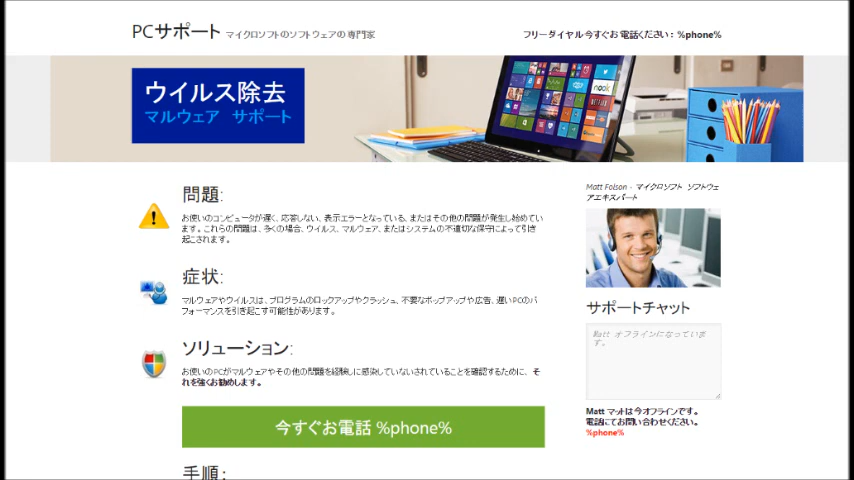 PCサポート マイクロソフトのソフトウェアの専門家
フリーダイヤル今すぐお電話ください: %phone%
ウイルス除去
マルウェア サポート
nook
NETFLIX
問題:
お使いのコンピュータが遅く、応答しない、表示エラーとなっている、またはその他の問題が発生し始めてい
ます。これらの問題は、多くの場合、ウイルス、マルウェア、またはシステムの不適切な保守によって引き
起こされます。
症状:
マルウェアやウイルスは、プログラムのロックアップやクラッシュ、不要なポップアップや広告、遅いPCのパ
フォーマンスを引き起こす可能性があります。
ソリューション:
お使いのPCがマルウェアやその他の問題を経験しに感染していないされていることを確認するために、そ
れを強くお勧めします。
今すぐお電話 %phone%
手順:
Matt Folson - マイクロソフト ソフトウェ
アエキスパート
サポートチャット
Matt オフラインになっていま
す。
Matt マットは今オフラインです。
電話にてお問い合わせください。
%phone%